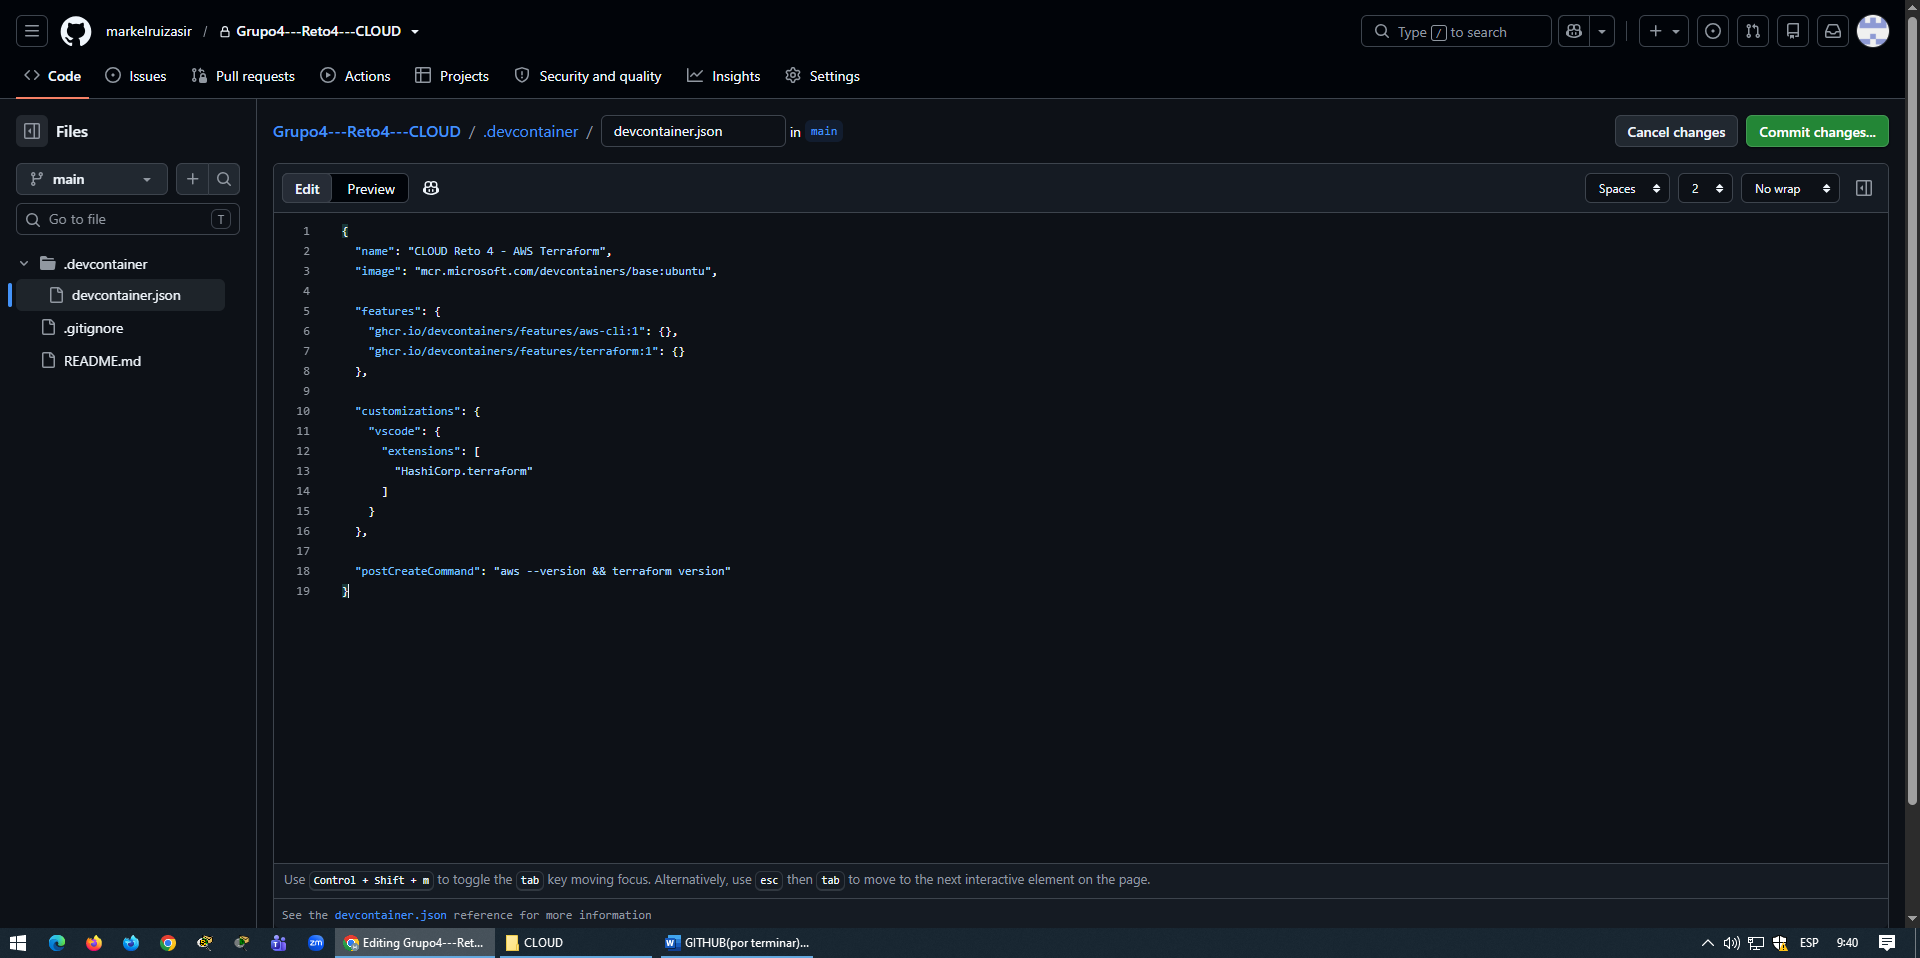 markelruizasir / Grupo4---Reto4---CLOUD
Type / to search
Code Issues Pull requests Actions Projects Security and quality Insights Settings
Files
Grupo4---Reto4---CLOUD / .devcontainer / devcontainer.json in main
Cancel changes Commit changes...
main
Go to file T
.devcontainer
devcontainer.json
.gitignore
README.md
Edit Preview
Spaces 2 No wrap
1 {
2 "name": "CLOUD Reto 4 - AWS Terraform",
3 "image": "mcr.microsoft.com/devcontainers/base:ubuntu",
4
5 "features": {
6 "ghcr.io/devcontainers/features/aws-cli:1": {},
7 "ghcr.io/devcontainers/features/terraform:1": {}
8 },
9
10 "customizations": {
11 "vscode": {
12 "extensions": [
13 "HashiCorp.terraform"
14 ]
15 }
16 },
17
18 "postCreateCommand": "aws --version && terraform version"
19 }
Use Control + Shift + m to toggle the tab key moving focus. Alternatively, use esc then tab to move to the next interactive element on the page.
See the devcontainer.json reference for more information
zm
Editing Grupo4---Ret...
CLOUD
GITHUB(por terminar)...
ESP
9:40